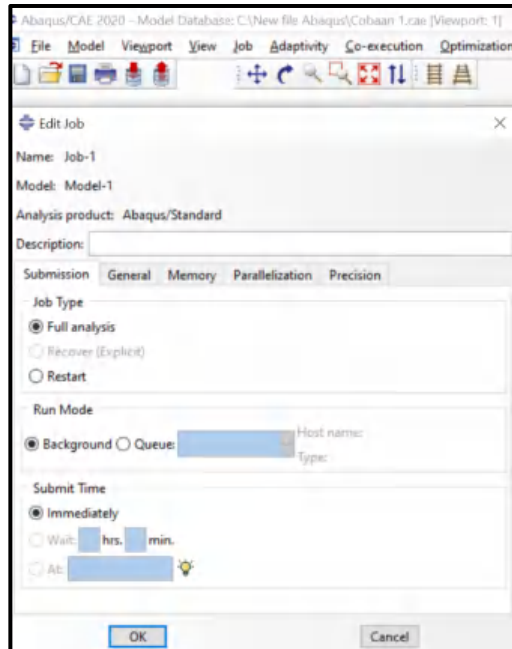 Abaqus/CAE 2020 - Model Database: C:\New file Abaqus\Cobaan 1.cae [Viewport: 1]
File Model Viewport View Job Adaptivity Co-execution Optimization
Edit Job
Name: Job-1
Model: Model-1
Analysis product: Abaqus/Standard
Description:
Submission General Memory Parallelization Precision
Job Type
Full analysis
Recover (Explicit)
Restart
Run Mode
Background Queue: Host name:
Type:
Submit Time
Immediately
Wait: hrs. min.
At:
OK Cancel